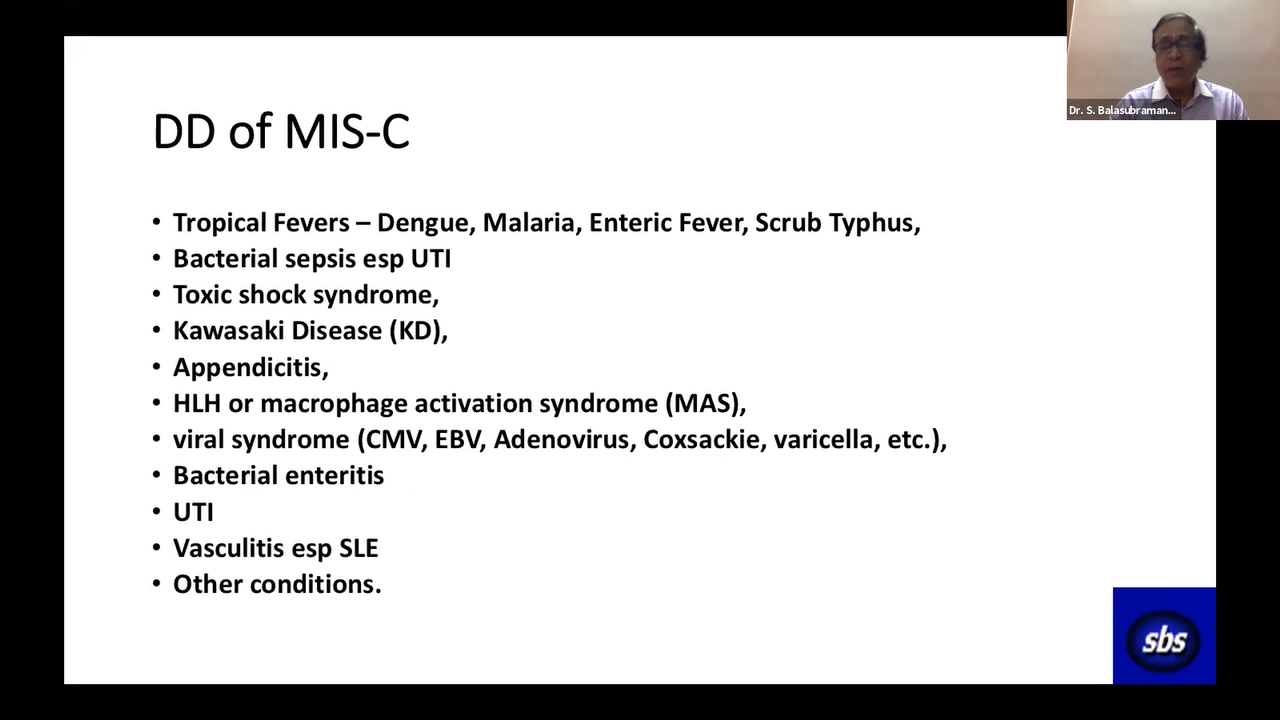 Dr. S. Balasubraman...
DD of MIS-C
• Tropical Fevers – Dengue, Malaria, Enteric Fever, Scrub Typhus,
• Bacterial sepsis esp UTI
• Toxic shock syndrome,
• Kawasaki Disease (KD),
• Appendicitis,
• HLH or macrophage activation syndrome (MAS),
• viral syndrome (CMV, EBV, Adenovirus, Coxsackie, varicella, etc.),
• Bacterial enteritis
• UTI
• Vasculitis esp SLE
• Other conditions.
sbs